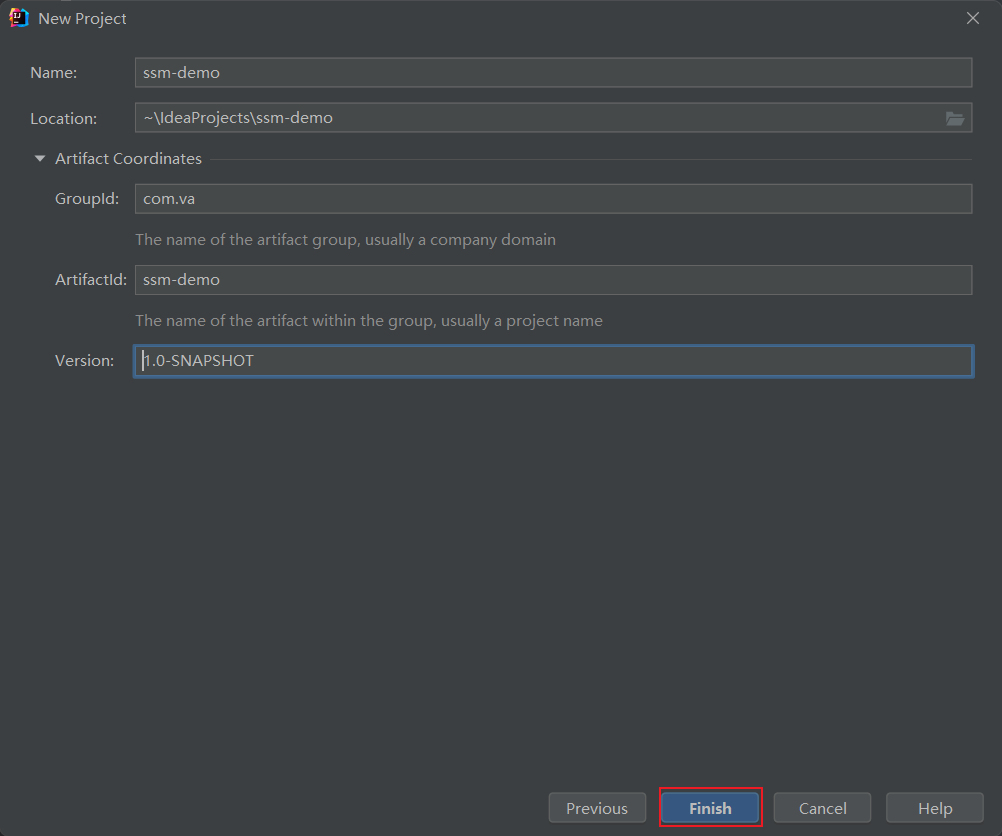 New Project
Name: ssm-demo
Location: ~\IdeaProjects\ssm-demo
Artifact Coordinates
GroupId: com.va
The name of the artifact group, usually a company domain
ArtifactId: ssm-demo
The name of the artifact within the group, usually a project name
Version: 1.0-SNAPSHOT
Previous Finish Cancel Help